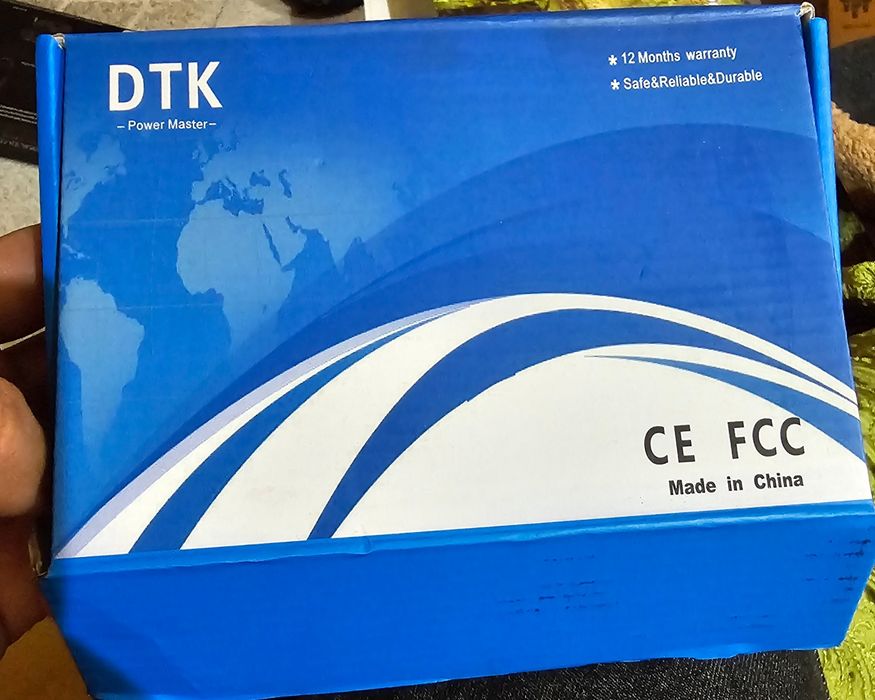 DTK
– Power Master –
* 12 Months warranty
* Safe&Reliable&Durable
CE FCC
Made in China